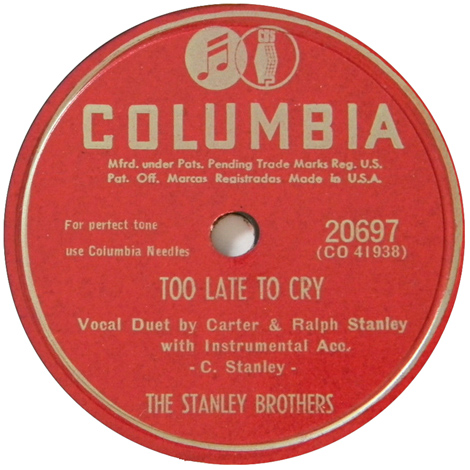 CBS
COLUMBIA
Mfrd. under Pats. Pending Trade Marks Reg. U.S.
Pat. Off. Marcas Registradas Made in U.S.A.
For perfect tone
use Columbia Needles
20697
(CO 41938)
TOO LATE TO CRY
Vocal Duet by Carter & Ralph Stanley
with Instrumental Acc.
- C. Stanley -
THE STANLEY BROTHERS